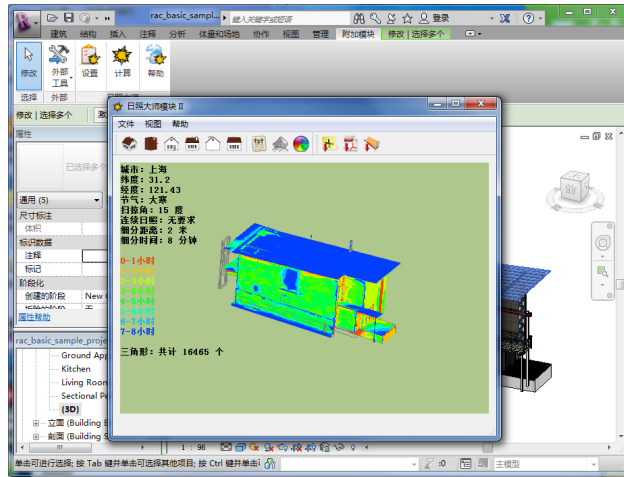 rac_basic_sampl...
键入关键字或短语
登录
建筑 结构 插入 注释 分析 体量和场地 协作 视图 管理 附加模块 修改 | 选择多个
修改 外部工具 设置 计算 帮助
选择 外部
修改 | 选择多个
属性
已选择多个
通用 (5)
尺寸标注
体积
标识数据
注释
标记
阶段化
创建的阶段 New
属性帮助
日照大师模块 II
文件 视图 帮助
txt
城市：上海
纬度：31.2
经度：121.43
节气：大寒
扫掠角：15 度
连续日照：无要求
细分距离：2 米
细分时间：8 分钟
0-1小时
1-2小时
2-3小时
3-4小时
4-5小时
5-6小时
6-7小时
7-8小时
三角形：共计 16465 个
rac_basic_sample_proje
Ground App
Kitchen
Living Room
Sectional Pe
{3D}
立面 (Building E
剖面 (Building S
1 : 96
单击可进行选择; 按 Tab 键并单击可选择其他项目; 按 Ctrl 键并单击
:0
主模型